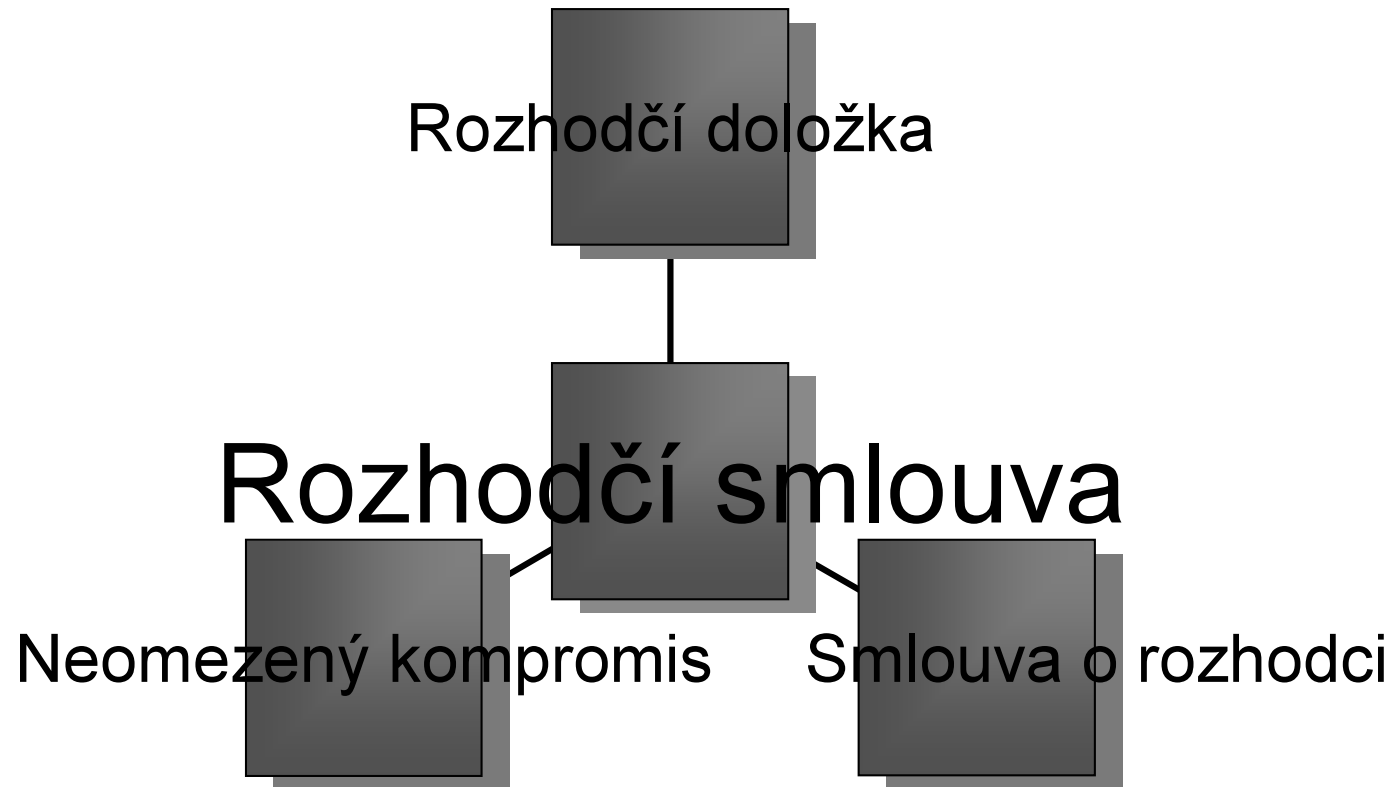 Rozhodčí doložka
Rozhodčí smlouva
Neomezený kompromis
Smlouva o rozhodci